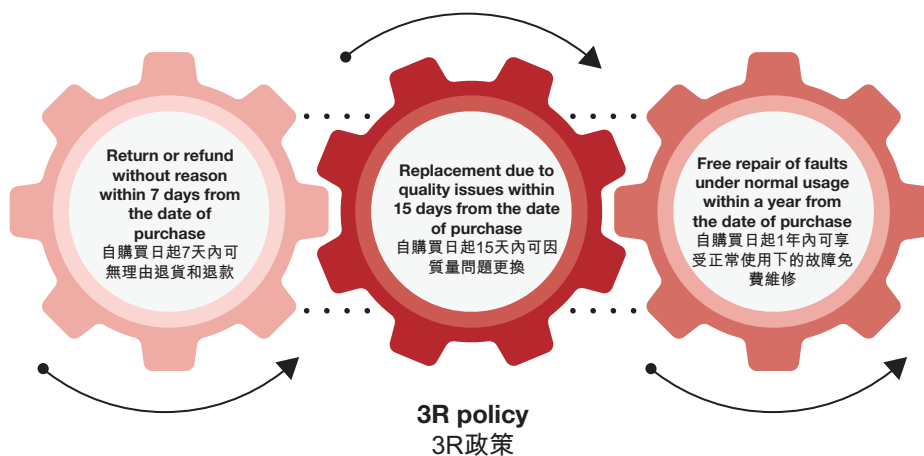 Return or refund
without reason
within 7 days from
the date of
purchase
自購買日起7天內可
無理由退貨和退款
Replacement due to
quality issues within
15 days from the date
of purchase
自購買日起15天內可因
質量問題更換
Free repair of faults
under normal usage
within a year from
the date of purchase
自購買日起1年內可享
受正常使用下的故障免
費維修
3R policy
3R政策